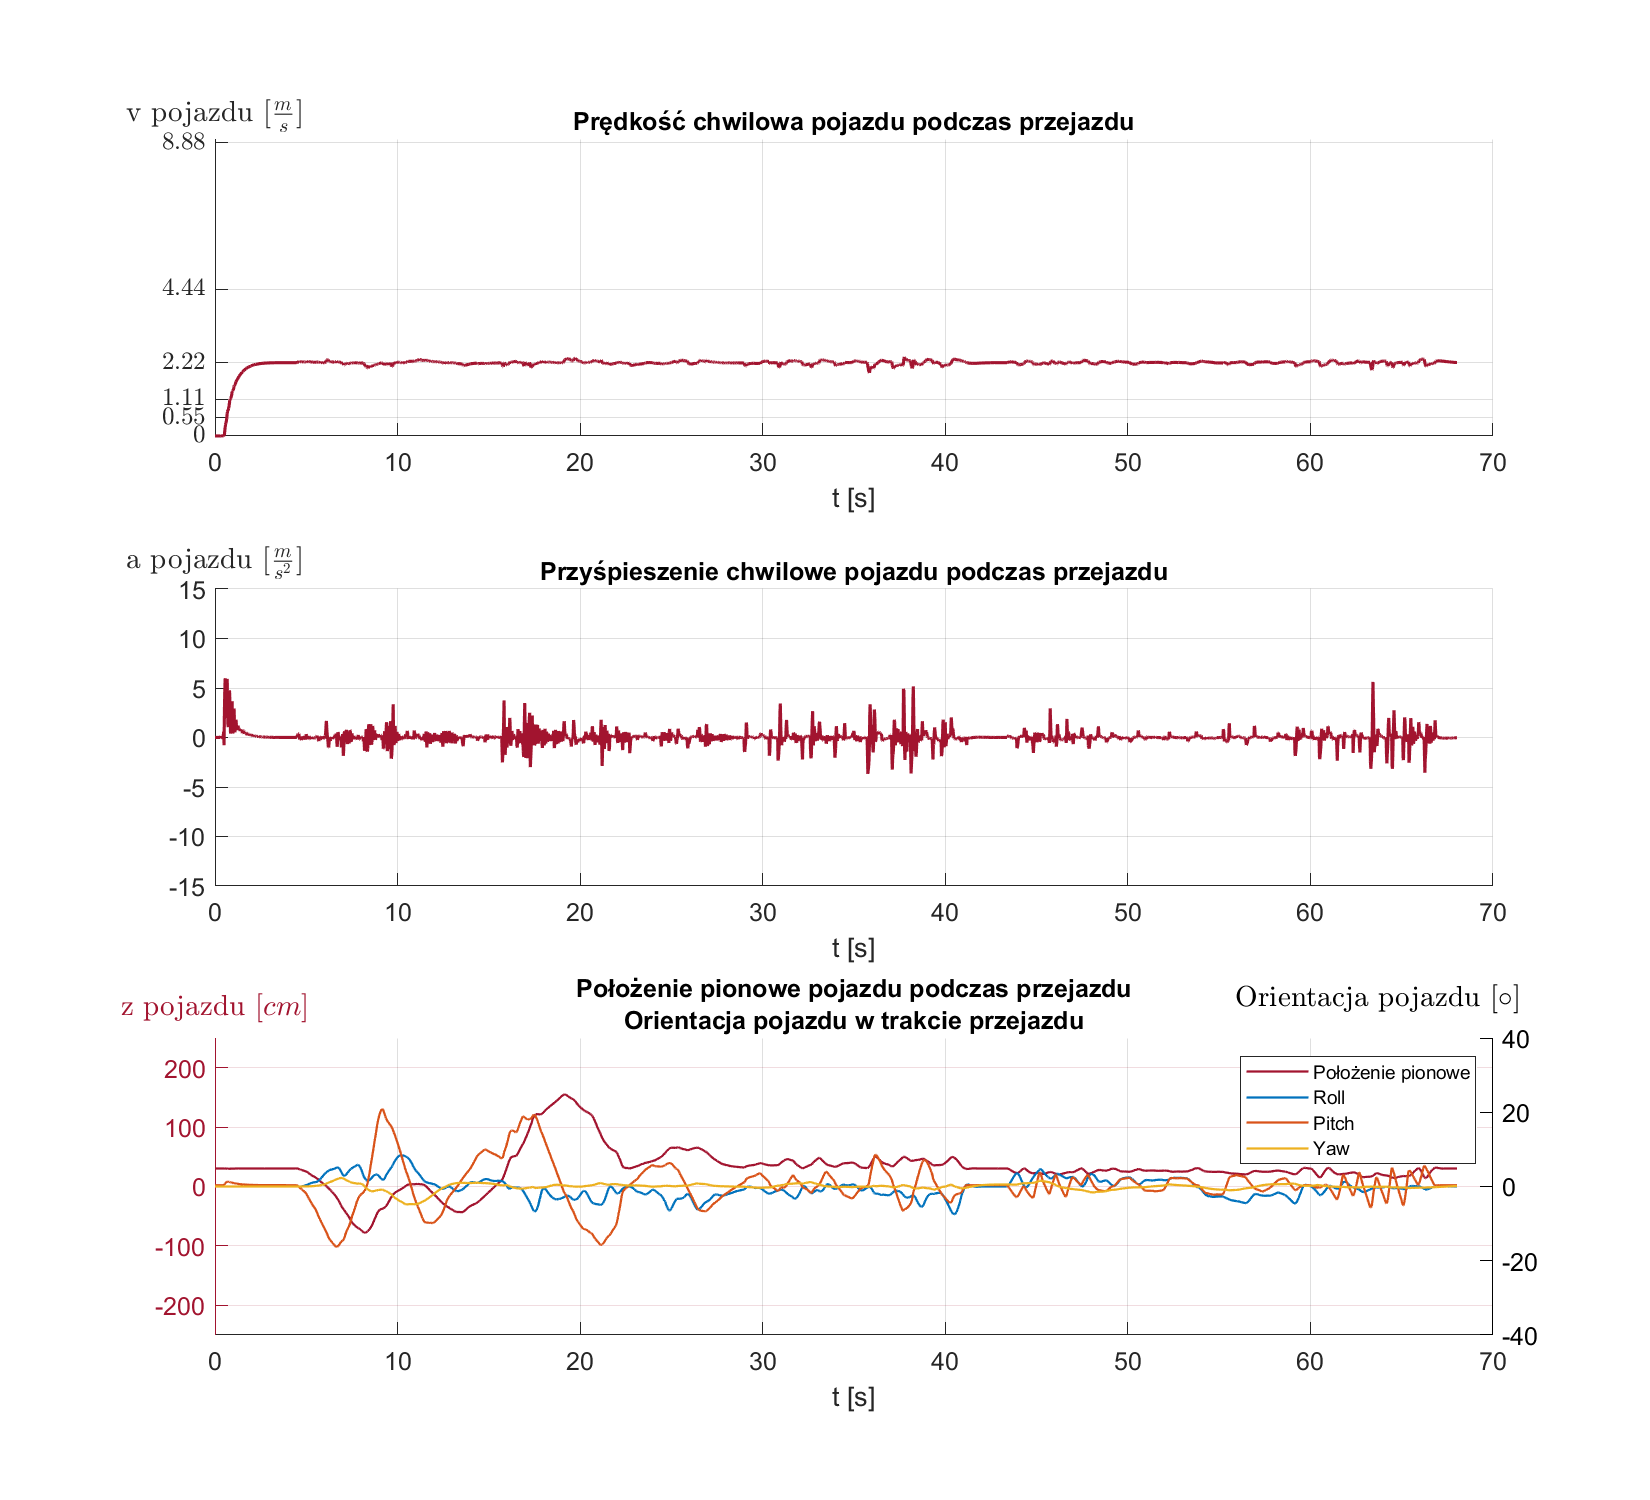 v pojazdu [m/s]
Prędkość chwilowa pojazdu podczas przejazdu
8.88
4.44
2.22
1.11
0.55
0
0 10 20 30 40 50 60 70
t [s]
a pojazdu [m/s²]
Przyśpieszenie chwilowe pojazdu podczas przejazdu
15
10
5
0
-5
-10
-15
0 10 20 30 40 50 60 70
t [s]
Położenie pionowe pojazdu podczas przejazdu
z pojazdu [cm]
Orientacja pojazdu [∘]
Orientacja pojazdu w trakcie przejazdu
200
100
0
-100
-200
40
20
0
-20
-40
Położenie pionowe
Roll
Pitch
Yaw
0 10 20 30 40 50 60 70
t [s]